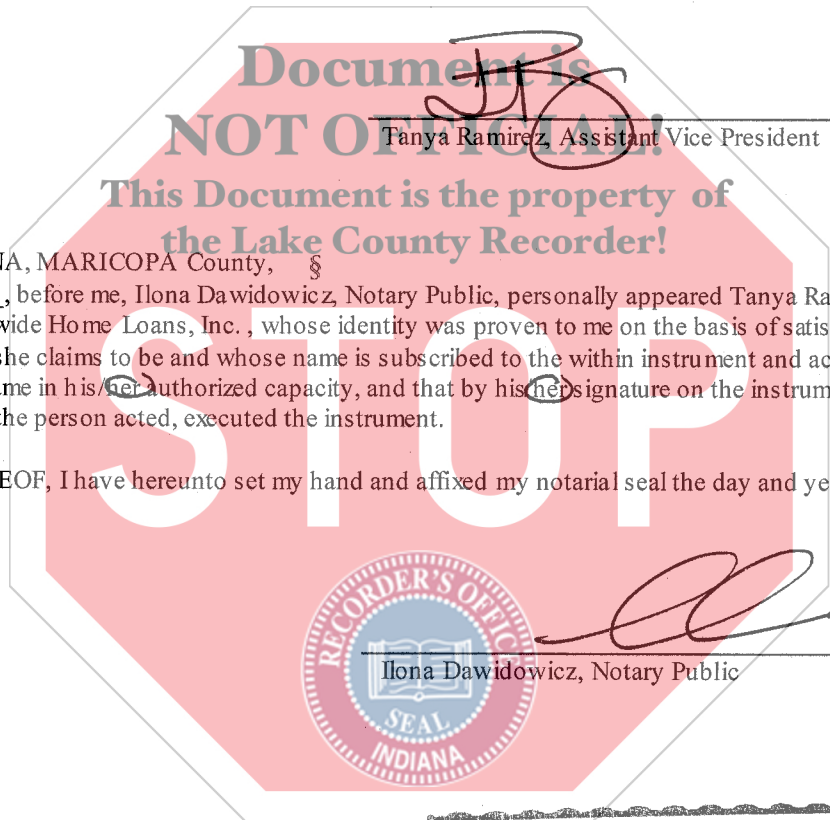 Document is
NOT OFFICIAL!
Tanya Ramirez, Assistant Vice President
This Document is the property of
the Lake County Recorder!
NA, MARICOPA County, §
, before me, Ilona Dawidowicz, Notary Public, personally appeared Tanya Ra
wide Home Loans, Inc. , whose identity was proven to me on the basis of satis
she claims to be and whose name is subscribed to the within instrument and ac
me in his/her authorized capacity, and that by his/her signature on the instrum
the person acted, executed the instrument.
EOF, I have hereunto set my hand and affixed my notarial seal the day and ye
STOP
RECORDER'S OFFICE
SEAL
INDIANA
Ilona Dawidowicz, Notary Public